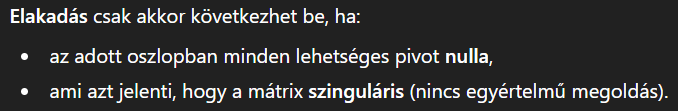 Elakadás csak akkor következhet be, ha:
• az adott oszlopban minden lehetséges pivot nulla,
• ami azt jelenti, hogy a mátrix szinguláris (nincs egyértelmű megoldás).